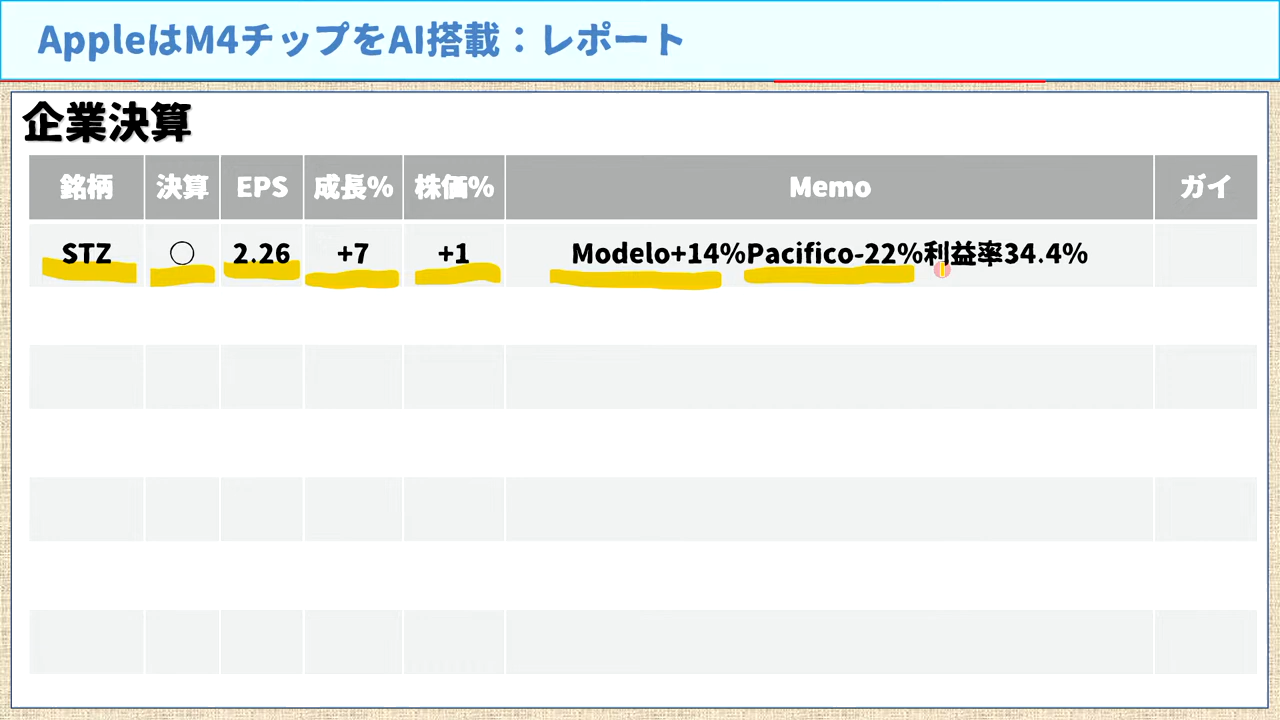 AppleはM4チップをAI搭載：レポート
企業決算
銘柄 決算 EPS 成長% 株価% Memo ガイ
STZ ○ 2.26 +7 +1 Modelo+14%Pacifico-22%利益率34.4%